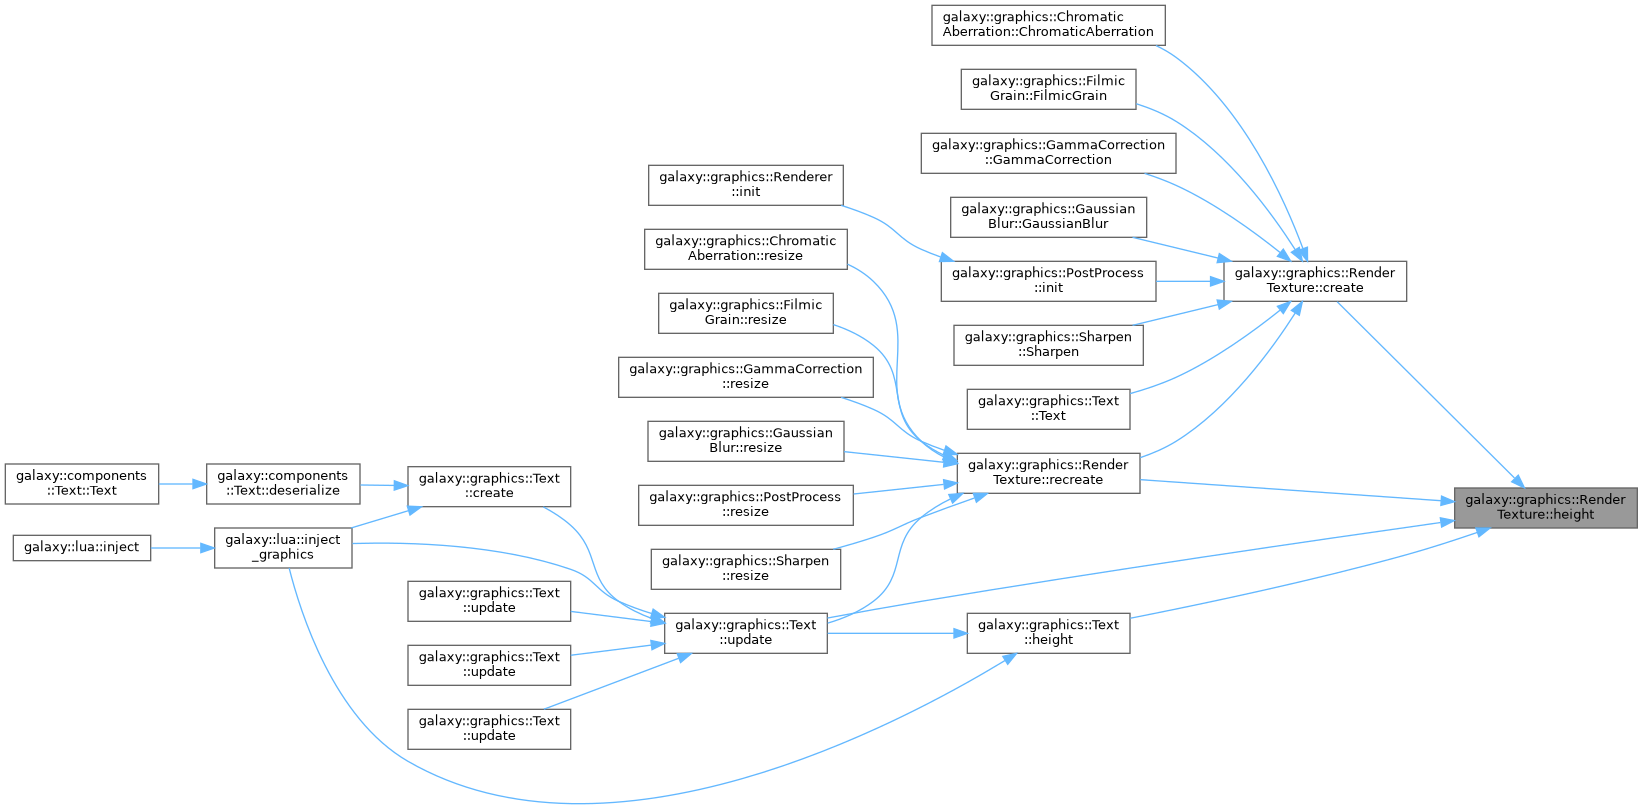 galaxy::graphics::Chromatic
Aberration::ChromaticAberration
galaxy::graphics::Filmic
Grain::FilmicGrain
galaxy::graphics::GammaCorrection
::GammaCorrection
galaxy::graphics::Renderer
::init
galaxy::graphics::Gaussian
Blur::GaussianBlur
galaxy::graphics::Chromatic
Aberration::resize
galaxy::graphics::PostProcess
::init
galaxy::graphics::Render
Texture::create
galaxy::graphics::Filmic
Grain::resize
galaxy::graphics::Sharpen
::Sharpen
galaxy::graphics::GammaCorrection
::resize
galaxy::graphics::Text
::Text
galaxy::graphics::Gaussian
Blur::resize
galaxy::graphics::Render
Texture::recreate
galaxy::components
::Text::Text
galaxy::components
::Text::deserialize
galaxy::graphics::Text
::create
galaxy::graphics::PostProcess
::resize
galaxy::graphics::Render
Texture::height
galaxy::lua::inject
galaxy::lua::inject
_graphics
galaxy::graphics::Sharpen
::resize
galaxy::graphics::Text
::update
galaxy::graphics::Text
::update
galaxy::graphics::Text
::height
galaxy::graphics::Text
::update
galaxy::graphics::Text
::update